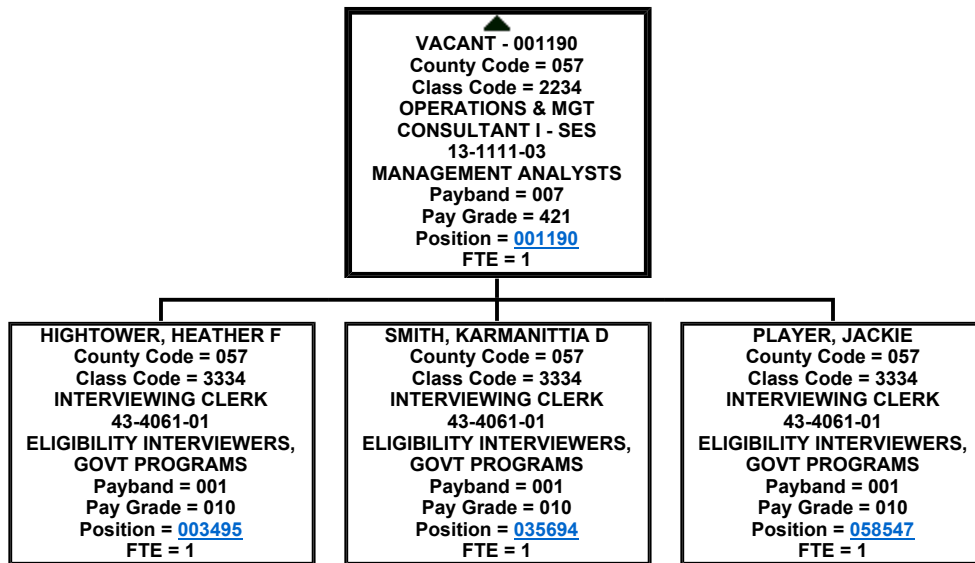 VACANT - 001190
County Code = 057
Class Code = 2234
OPERATIONS & MGT
CONSULTANT I - SES
13-1111-03
MANAGEMENT ANALYSTS
Payband = 007
Pay Grade = 421
Position = 001190
FTE = 1
HIGHTOWER, HEATHER F
County Code = 057
Class Code = 3334
INTERVIEWING CLERK
43-4061-01
ELIGIBILITY INTERVIEWERS,
GOVT PROGRAMS
Payband = 001
Pay Grade = 010
Position = 003495
FTE = 1
SMITH, KARMANITTIA D
County Code = 057
Class Code = 3334
INTERVIEWING CLERK
43-4061-01
ELIGIBILITY INTERVIEWERS,
GOVT PROGRAMS
Payband = 001
Pay Grade = 010
Position = 035694
FTE = 1
PLAYER, JACKIE
County Code = 057
Class Code = 3334
INTERVIEWING CLERK
43-4061-01
ELIGIBILITY INTERVIEWERS,
GOVT PROGRAMS
Payband = 001
Pay Grade = 010
Position = 058547
FTE = 1